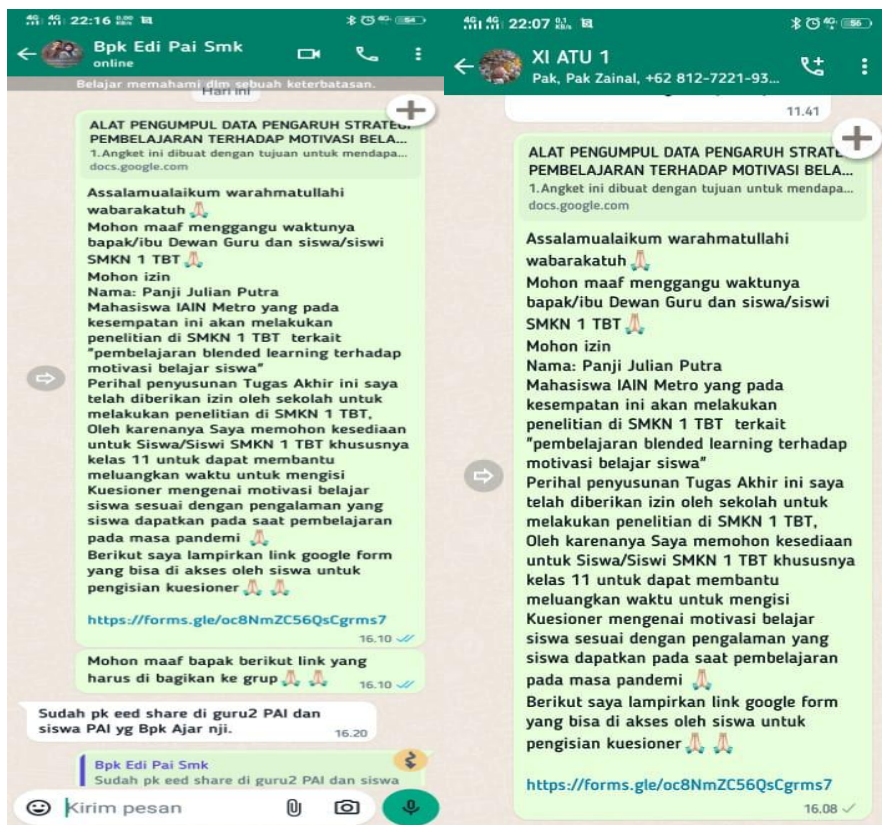 22:16
54
Bpk Edi Pai Smk
online
Belajar memahami dlm sebuah keterbatasan.
Hari ini
ALAT PENGUMPUL DATA PENGARUH STRATEGI
PEMBELAJARAN TERHADAP MOTIVASI BELA...
1.Angket ini dibuat dengan tujuan untuk mendapa...
docs.google.com
Assalamualaikum warahmatullahi
wabarakatuh 🙏
Mohon maaf menggangu waktunya
bapak/ibu Dewan Guru dan siswa/siswi
SMKN 1 TBT 🙏
Mohon izin
Nama: Panji Julian Putra
Mahasiswa IAIN Metro yang pada
kesempatan ini akan melakukan
penelitian di SMKN 1 TBT terkait
"pembelajaran blended learning terhadap
motivasi belajar siswa"
Perihal penyusunan Tugas Akhir ini saya
telah diberikan izin oleh sekolah untuk
melakukan penelitian di SMKN 1 TBT,
Oleh karenanya Saya memohon kesediaan
untuk Siswa/Siswi SMKN 1 TBT khususnya
kelas 11 untuk dapat membantu
meluangkan waktu untuk mengisi
Kuesioner mengenai motivasi belajar
siswa sesuai dengan pengalaman yang
siswa dapatkan pada saat pembelajaran
pada masa pandemi 🙏
Berikut saya lampirkan link google form
yang bisa di akses oleh siswa untuk
pengisian kuesioner 🙏 🙏
https://forms.gle/oc8NmZC56QsCgrms7
16.10
Mohon maaf bapak berikut link yang
harus di bagikan ke grup 🙏 🙏
16.10
Sudah pk eed share di guru2 PAI dan
siswa PAI yg Bpk Ajar nji.
16.20
Bpk Edi Pai Smk
Sudah pk eed share di guru2 PAI dan siswa
Kirim pesan
22:07
56
XI ATU 1
Pak, Pak Zainal, +62 812-7221-93...
11.41
ALAT PENGUMPUL DATA PENGARUH STRATE
PEMBELAJARAN TERHADAP MOTIVASI BELA...
1.Angket ini dibuat dengan tujuan untuk mendapa...
docs.google.com
Assalamualaikum warahmatullahi
wabarakatuh 🙏
Mohon maaf menggangu waktunya
bapak/ibu Dewan Guru dan siswa/siswi
SMKN 1 TBT 🙏
Mohon izin
Nama: Panji Julian Putra
Mahasiswa IAIN Metro yang pada
kesempatan ini akan melakukan
penelitian di SMKN 1 TBT terkait
"pembelajaran blended learning terhadap
motivasi belajar siswa"
Perihal penyusunan Tugas Akhir ini saya
telah diberikan izin oleh sekolah untuk
melakukan penelitian di SMKN 1 TBT,
Oleh karenanya Saya memohon kesediaan
untuk Siswa/Siswi SMKN 1 TBT khususnya
kelas 11 untuk dapat membantu
meluangkan waktu untuk mengisi
Kuesioner mengenai motivasi belajar
siswa sesuai dengan pengalaman yang
siswa dapatkan pada saat pembelajaran
pada masa pandemi 🙏
Berikut saya lampirkan link google form
yang bisa di akses oleh siswa untuk
pengisian kuesioner 🙏 🙏
https://forms.gle/oc8NmZC56QsCgrms7
16.08